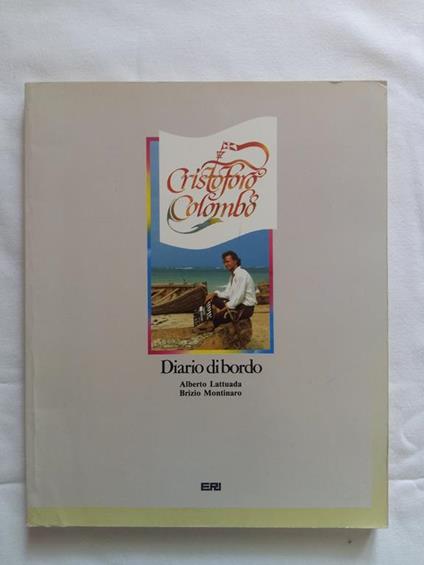 Cristoforo
Colombo
Diario di bordo
Alberto Lattuada
Brizio Montinaro
ERI